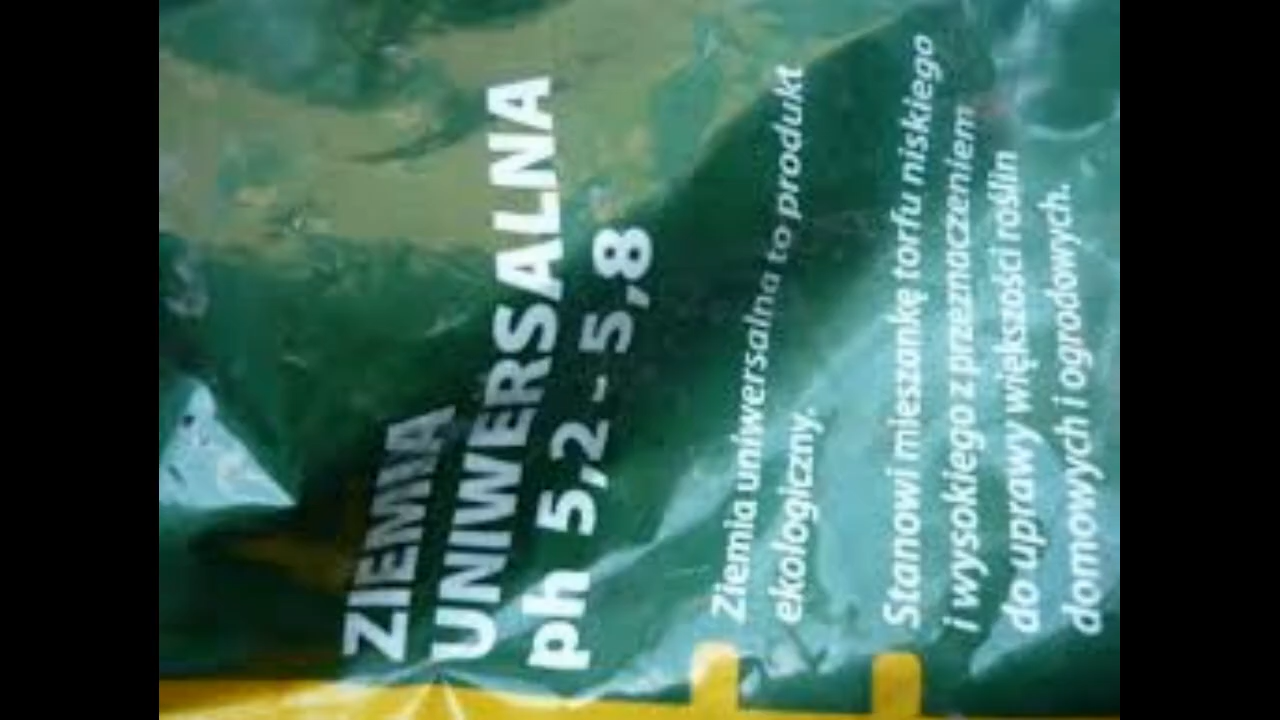 ZIEMIA
UNIWERSALNA
ph 5,2 - 5,8
Ziemia uniwersalna to produkt
ekologiczny.
Stanowi mieszankę torfu niskiego
i wysokiego z przeznaczeniem
do uprawy większości roślin
domowych i ogrodowych.